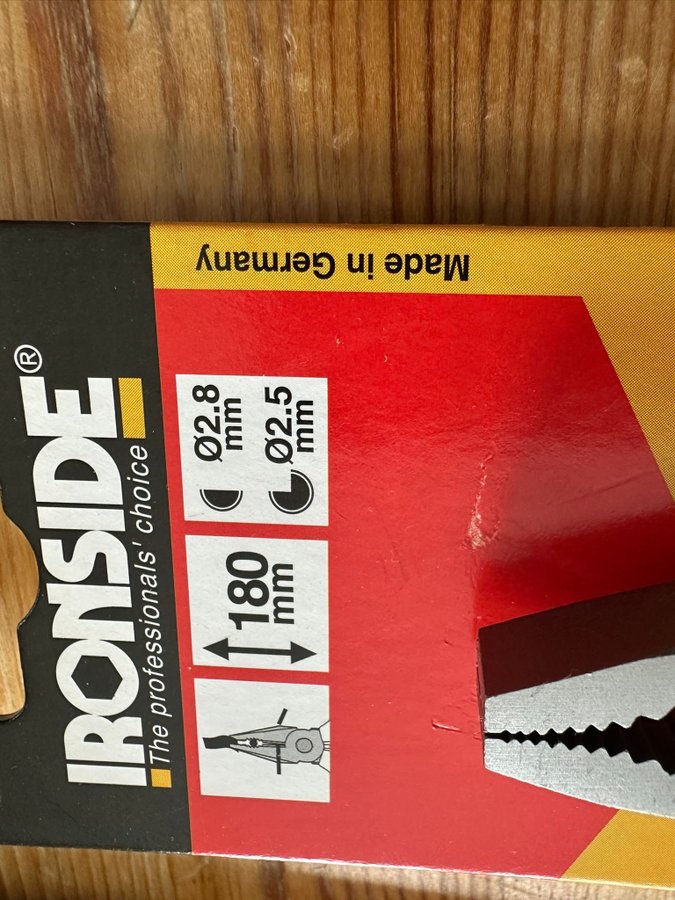 IRONSIDE®
The professionals' choice
180
mm
Ø2.8
mm
Ø2.5
mm
Made in Germany